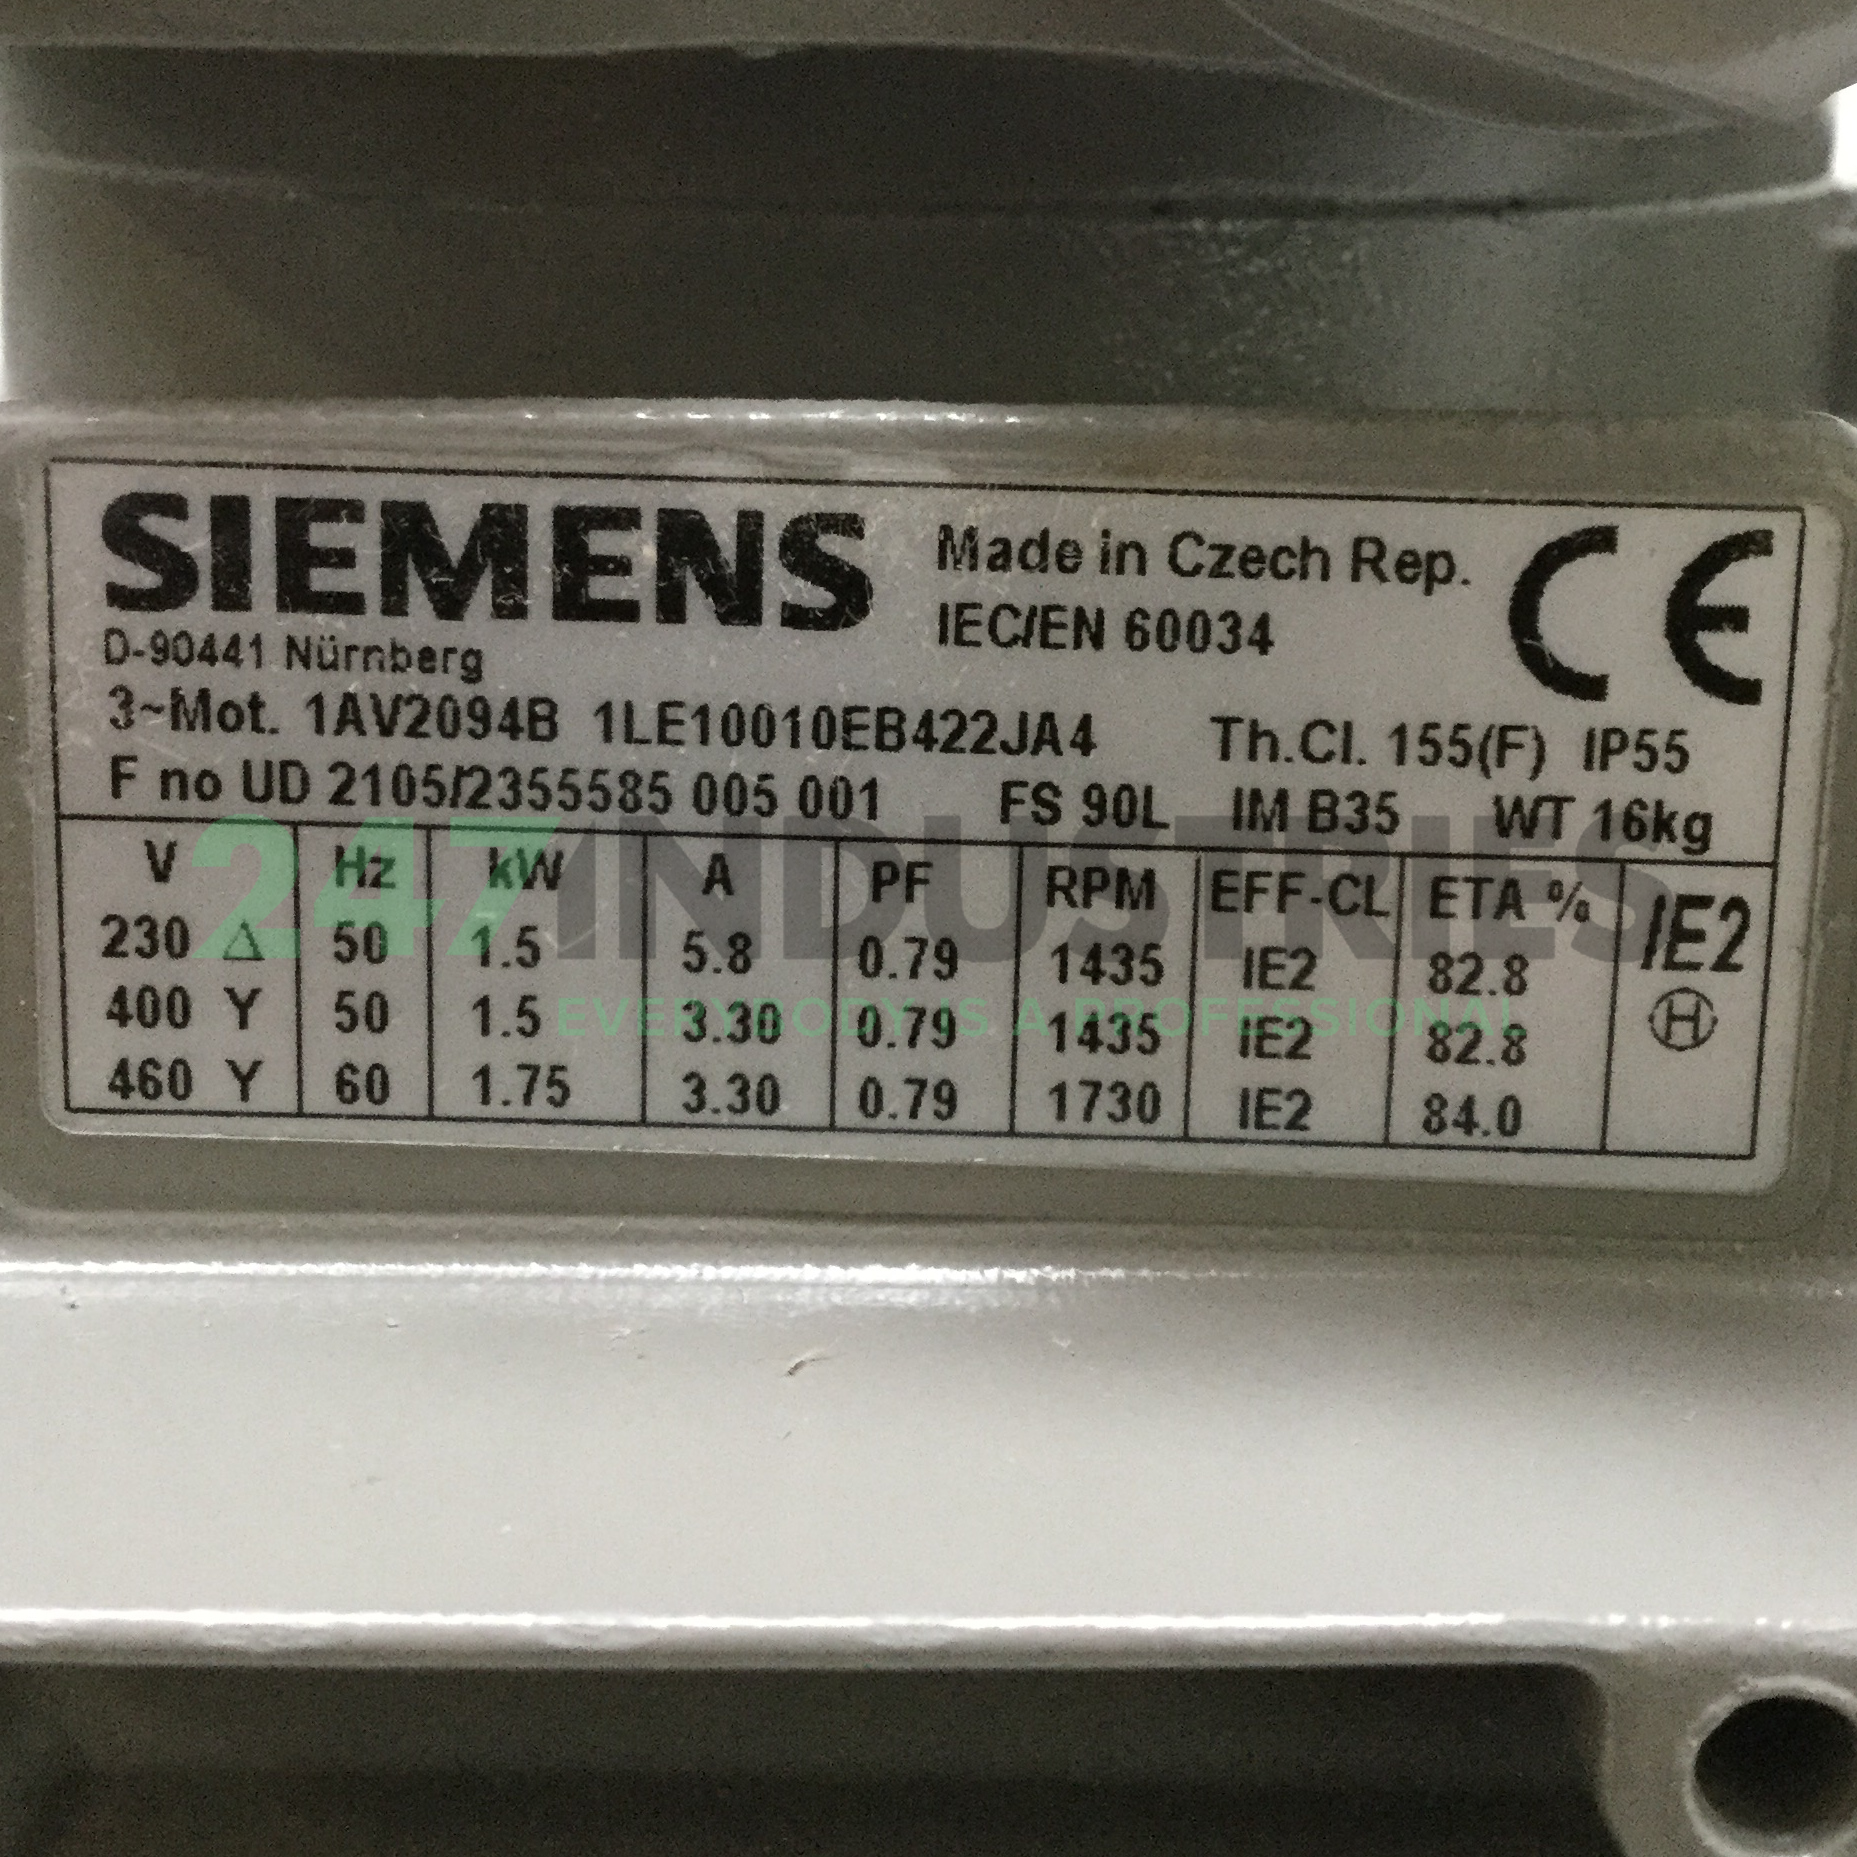 SIEMENS
Made in Czech Rep.
CE
D-90441 Nürnberg
IEC/EN 60034
3~Mot. 1AV2094B 1LE10010EB422JA4 Th.Cl. 155(F) IP55
F no UD 2105/2355585 005 001 FS 90L IM B35 WT 16kg
V Hz kW A PF RPM EFF-CL ETA % IE2
230 Δ 50 1.5 5.8 0.79 1435 IE2 82.8
400 Y 50 1.5 3.30 0.79 1435 IE2 82.8 H
460 Y 60 1.75 3.30 0.79 1730 IE2 84.0
247INDUSTRIES
EVERYBODY IS A PROFESSIONAL